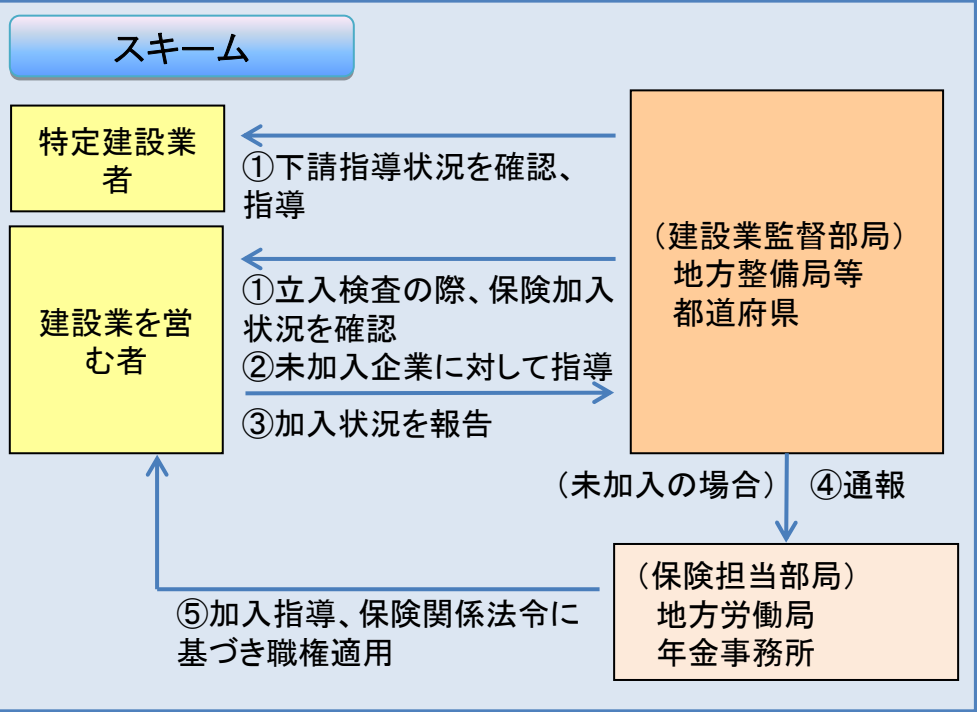 スキーム
特定建設業
者
①下請指導状況を確認、
指導
建設業を営
む者
①立入検査の際、保険加入
状況を確認
②未加入企業に対して指導
③加入状況を報告
（建設業監督部局）
地方整備局等
都道府県
（未加入の場合） ④通報
（保険担当部局）
地方労働局
年金事務所
⑤加入指導、保険関係法令に
基づき職権適用